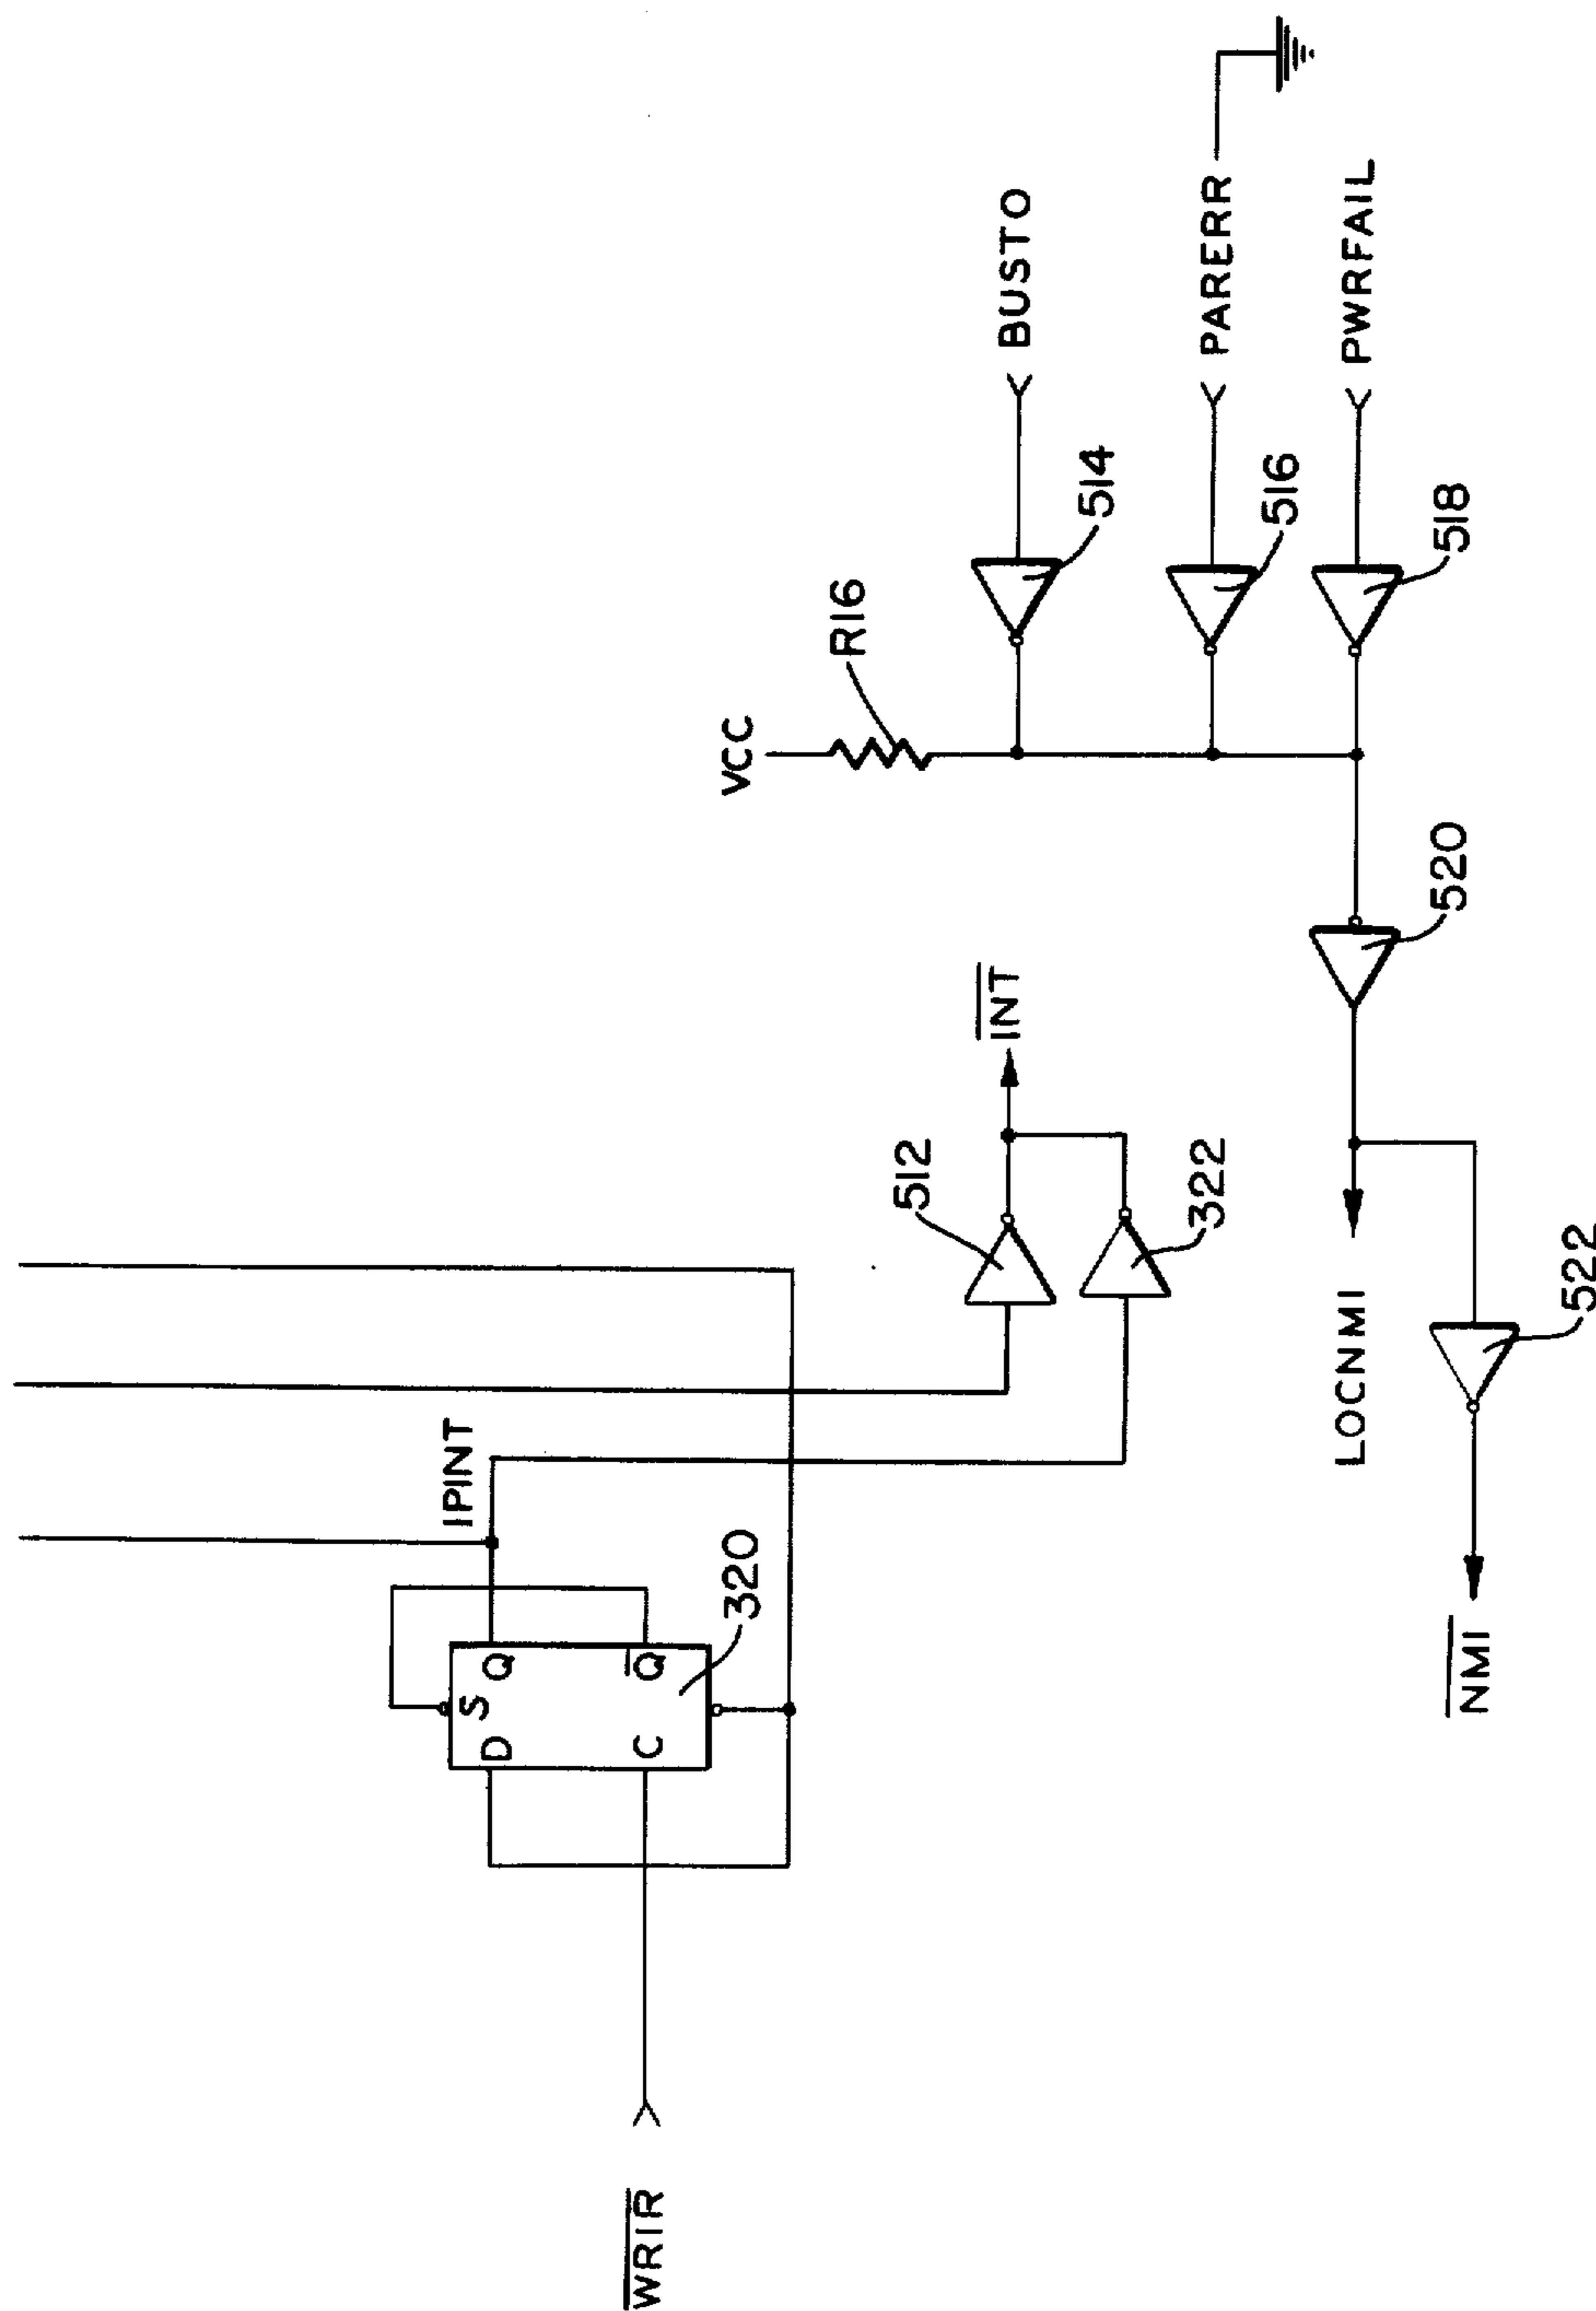 IPINT
D S Q
C Q
320
WRIR
512
INT
322
VCC
R16
BUSTO
514
PARERR
516
PWRFAIL
518
520
LOCNMI
522
NMI